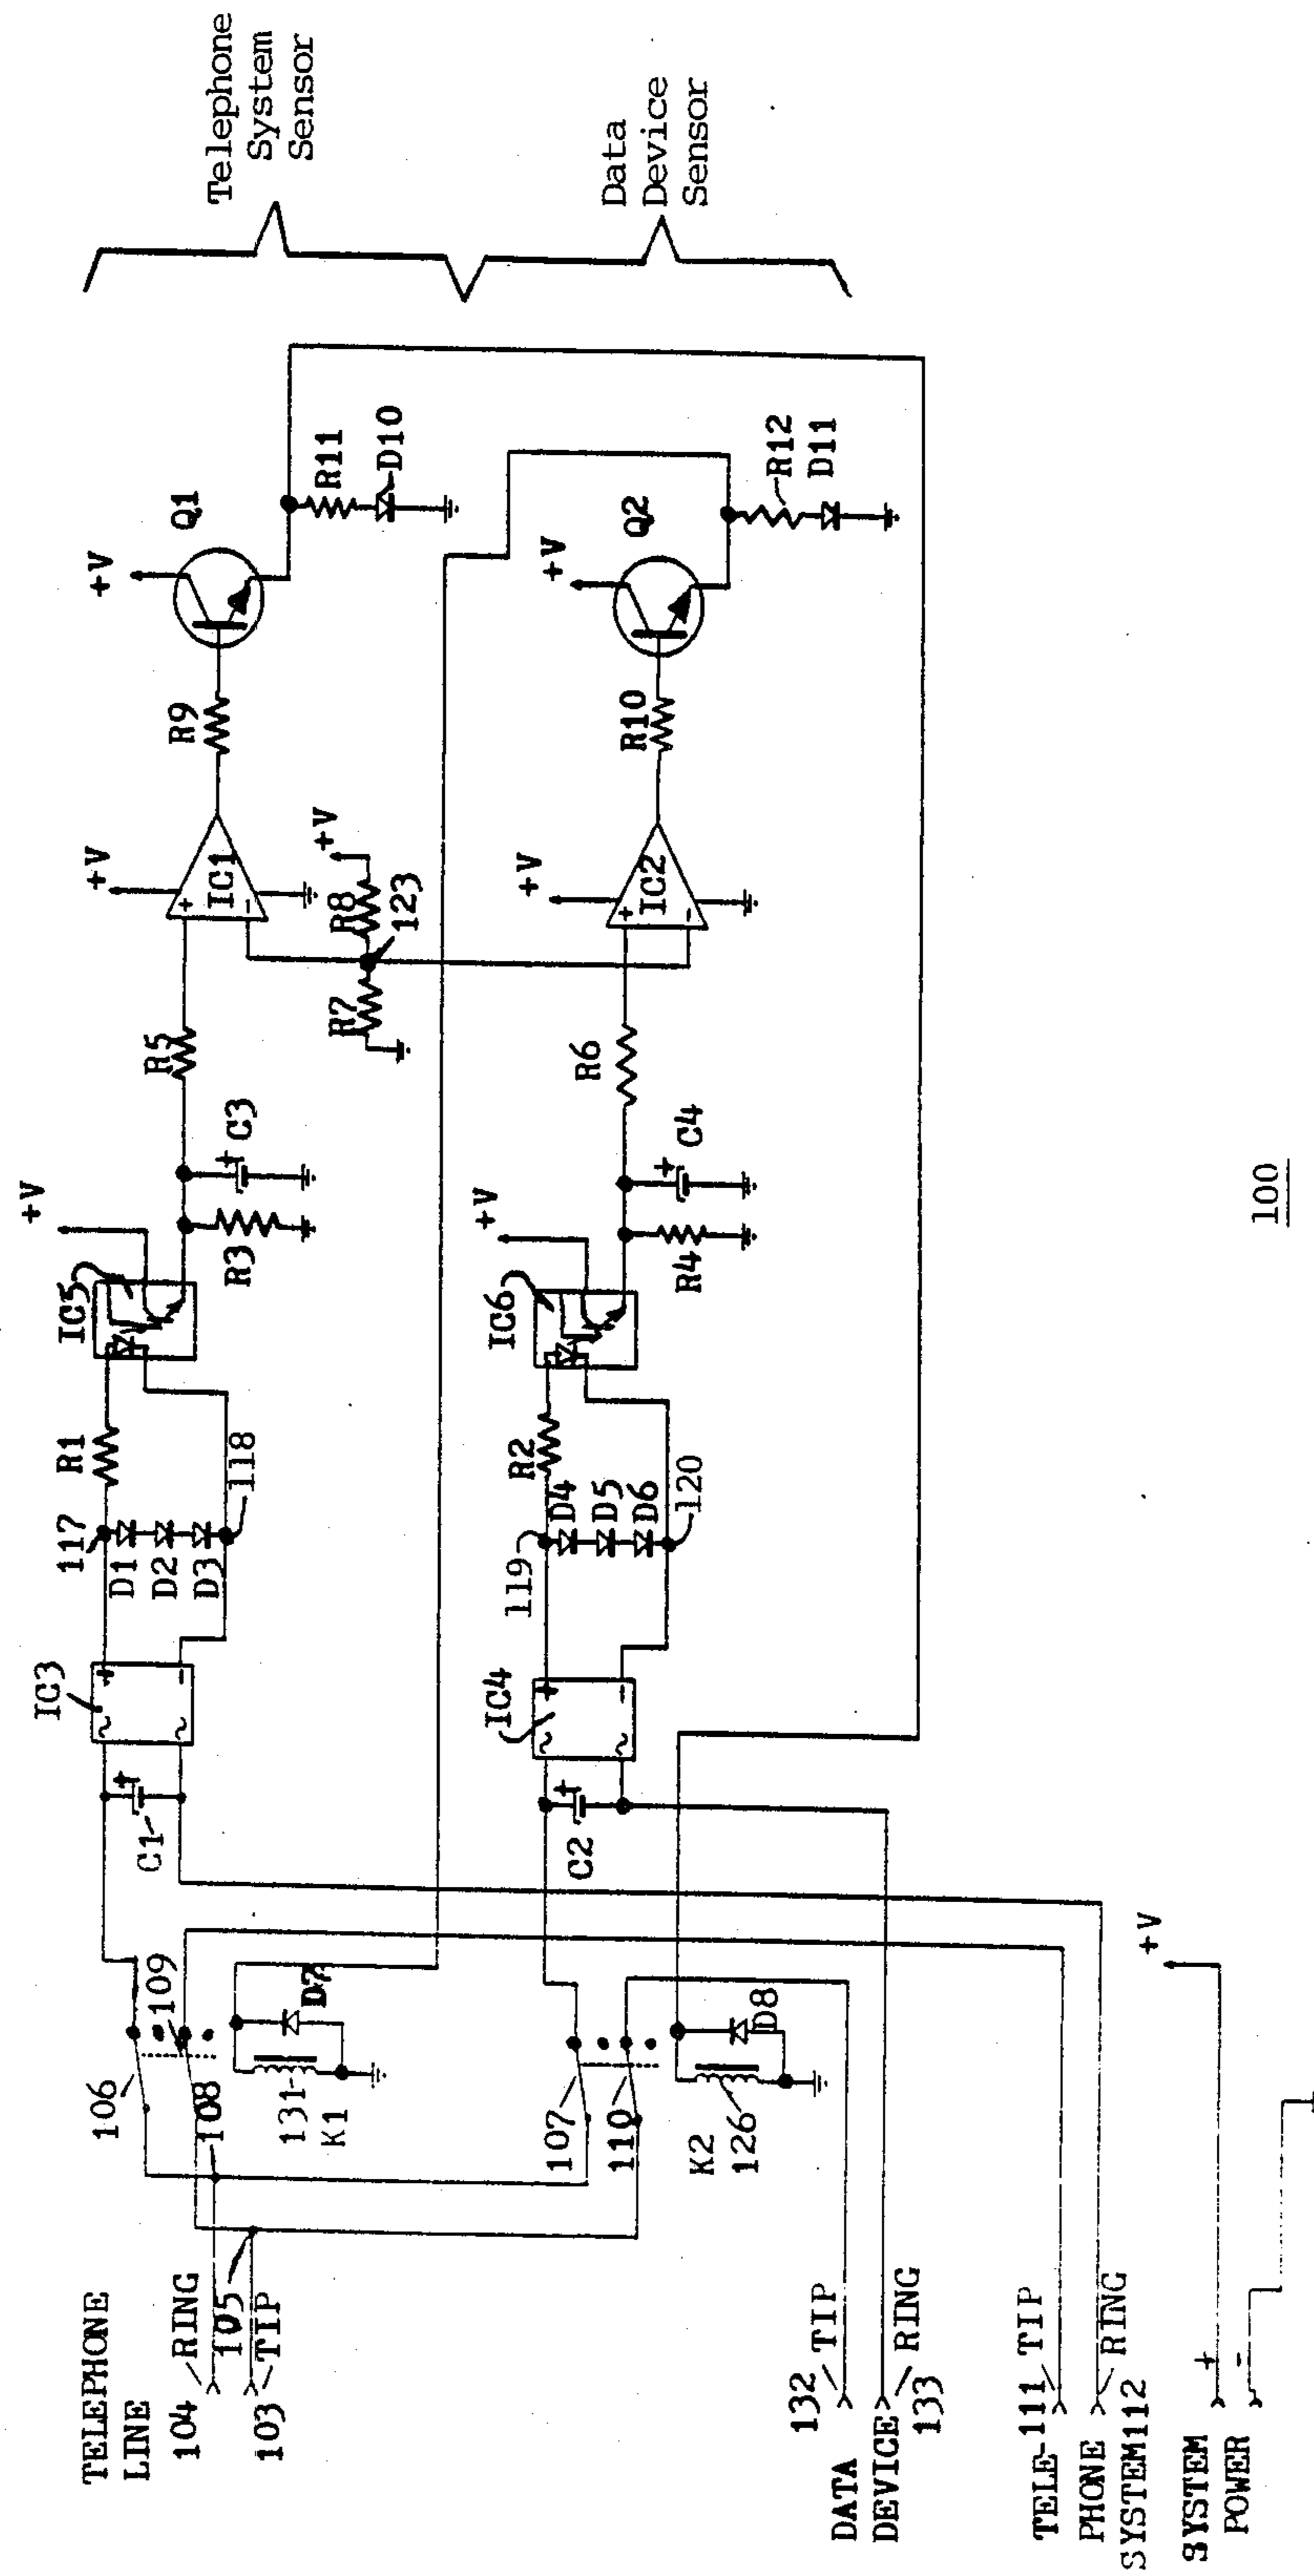 Telephone
System
Sensor
Data
Device
Sensor
+V
IC5
IC3
117
R1
D1
D2
D3
118
C1
R3
C3
R5
+V
IC1
+
-
R9
+V
Q1
R11
D10
R7
R8
+V
123
106
109
108
131
K1
D7
+V
IC6
IC4
119
R2
D4
D5
D6
120
C2
R4
C4
R6
+V
IC2
+
-
R10
+V
Q2
R12
D11
107
110
K2
126
D8
TELEPHONE
LINE
104
RING
105
103
TIP
132
TIP
DATA
DEVICE
RING
133
TELE-111 TIP
PHONE
RING
SYSTEM112
SYSTEM
POWER
+
-
+V
100